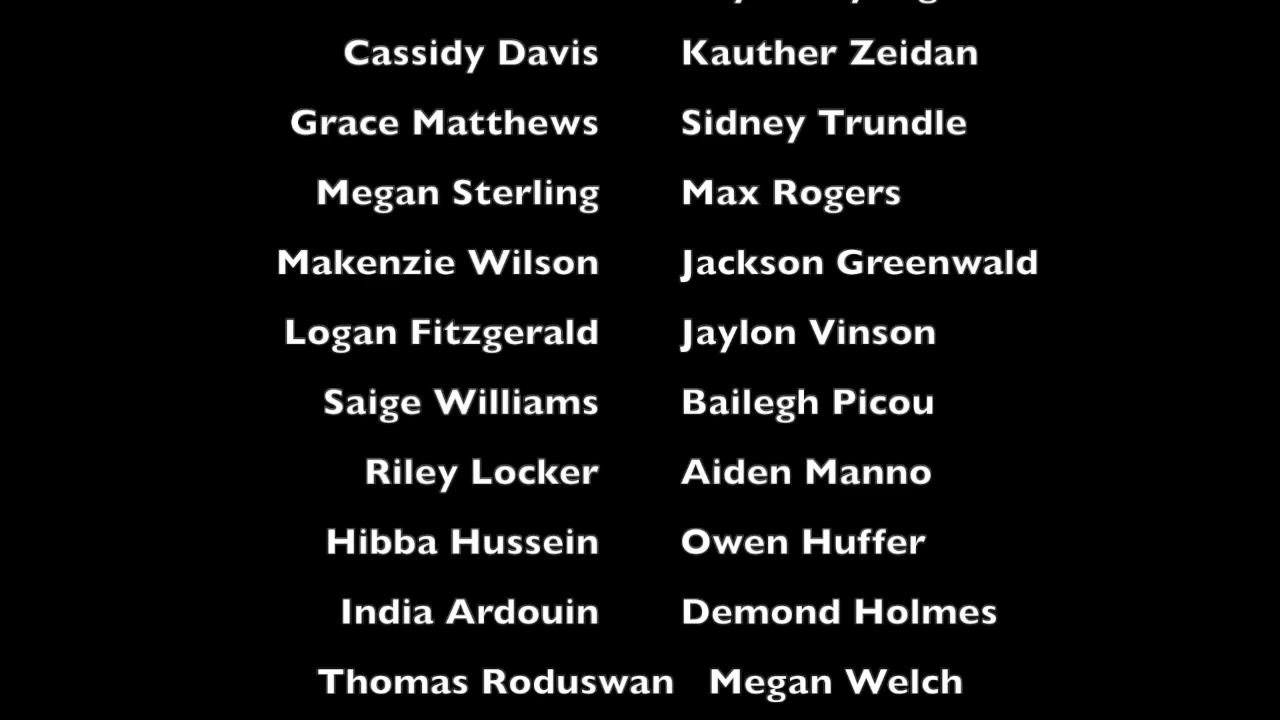 Cassidy Davis Kauther Zeidan
Grace Matthews Sidney Trundle
Megan Sterling Max Rogers
Makenzie Wilson Jackson Greenwald
Logan Fitzgerald Jaylon Vinson
Saige Williams Bailegh Picou
Riley Locker Aiden Manno
Hibba Hussein Owen Huffer
India Ardouin Demond Holmes
Thomas Roduswan Megan Welch